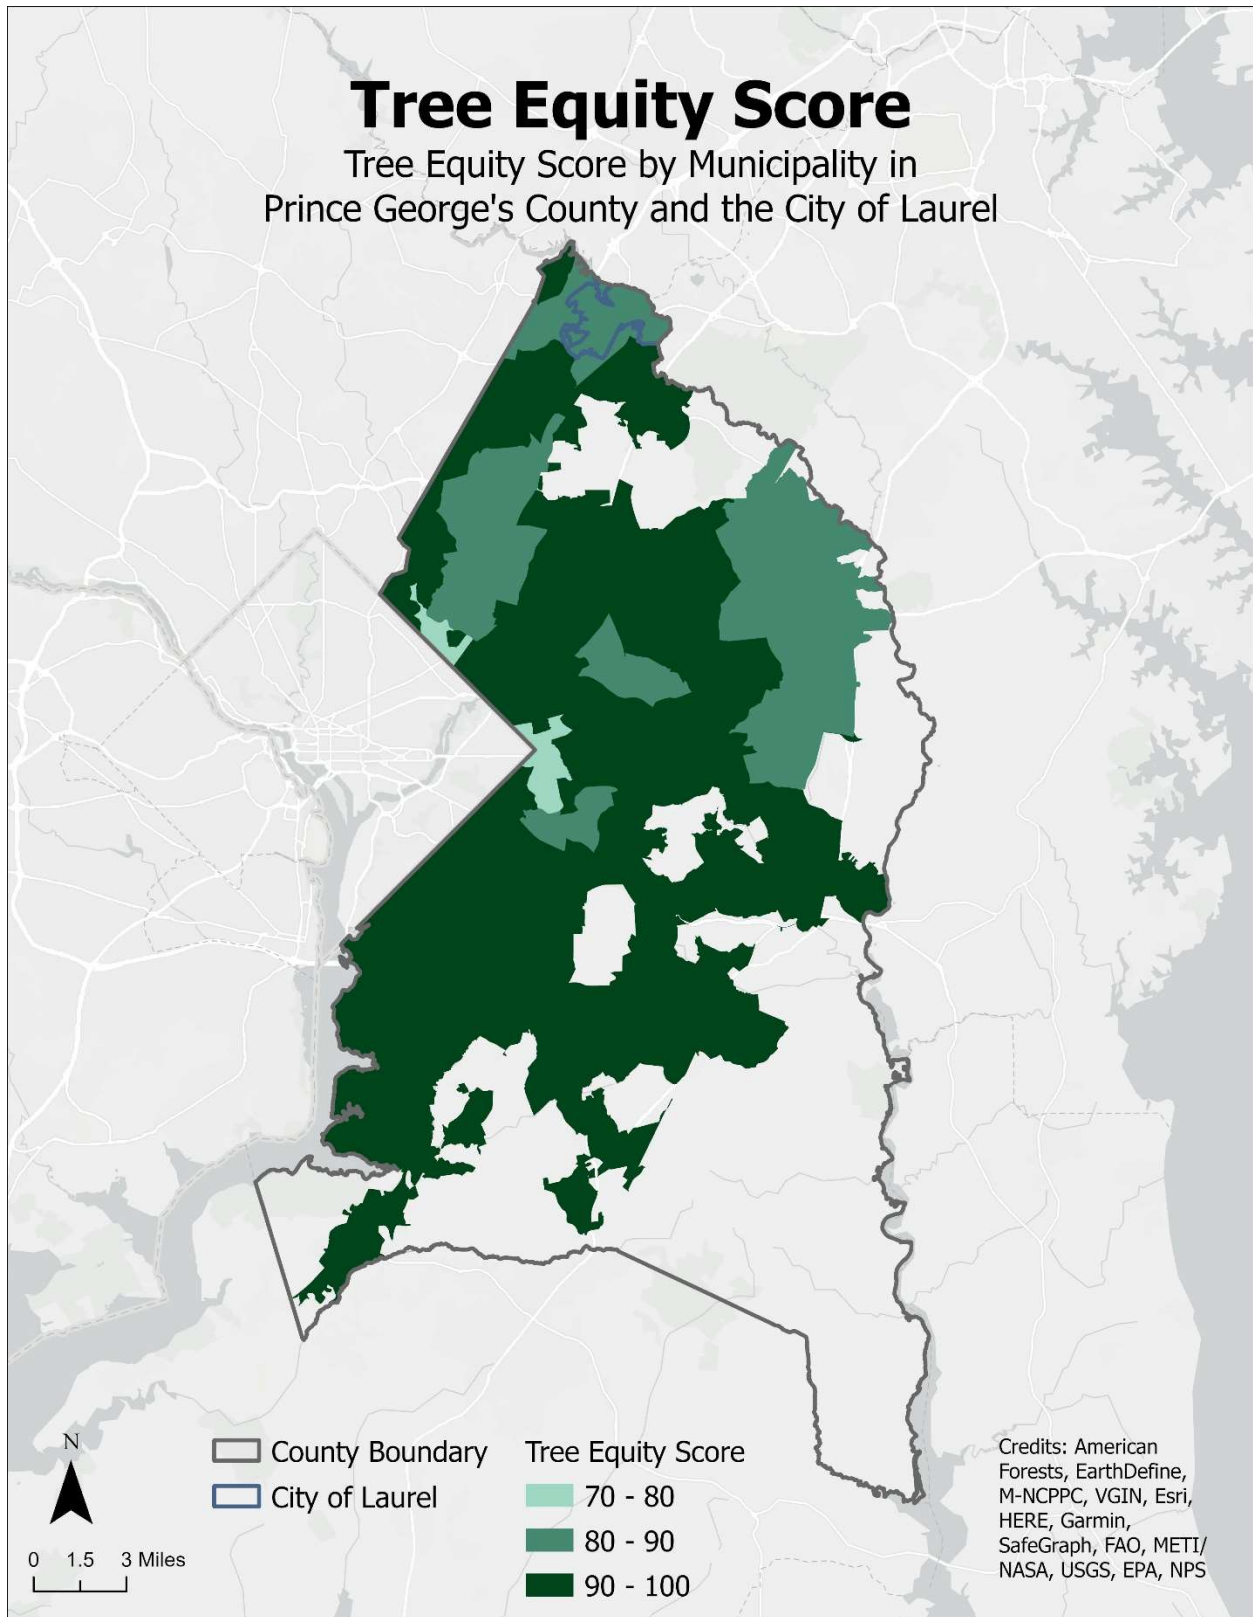 Tree Equity Score
Tree Equity Score by Municipality in
Prince George's County and the City of Laurel
N
0 1.5 3 Miles
County Boundary
City of Laurel
Tree Equity Score
70 - 80
80 - 90
90 - 100
Credits: American
Forests, EarthDefine,
M-NCPPC, VGIN, Esri,
HERE, Garmin,
SafeGraph, FAO, METI/
NASA, USGS, EPA, NPS